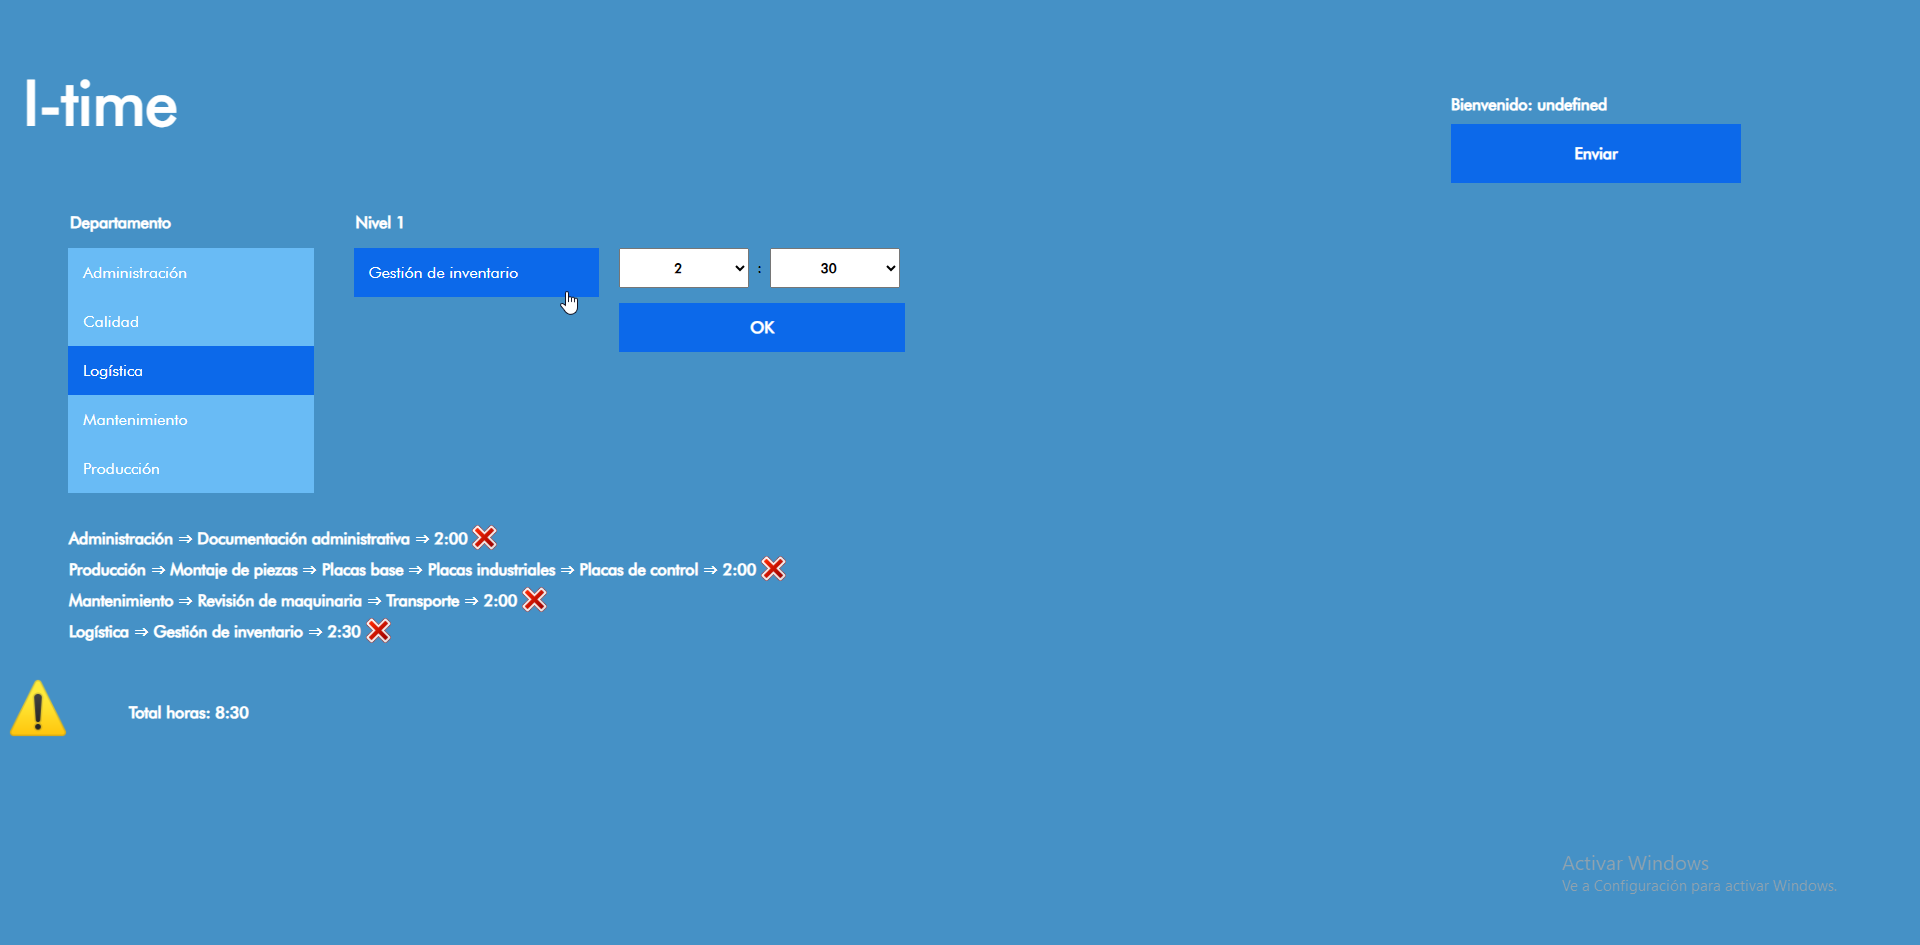 I-time
Bienvenido: undefined
Enviar
Departamento
Nivel 1
Administración
Calidad
Logística
Mantenimiento
Producción
Gestión de inventario
2 : 30
OK
Administración ⇒ Documentación administrativa ⇒ 2:00
Producción ⇒ Montaje de piezas ⇒ Placas base ⇒ Placas industriales ⇒ Placas de control ⇒ 2:00
Mantenimiento ⇒ Revisión de maquinaria ⇒ Transporte ⇒ 2:00
Logística ⇒ Gestión de inventario ⇒ 2:30
Total horas: 8:30
Activar Windows
Ve a Configuración para activar Windows.